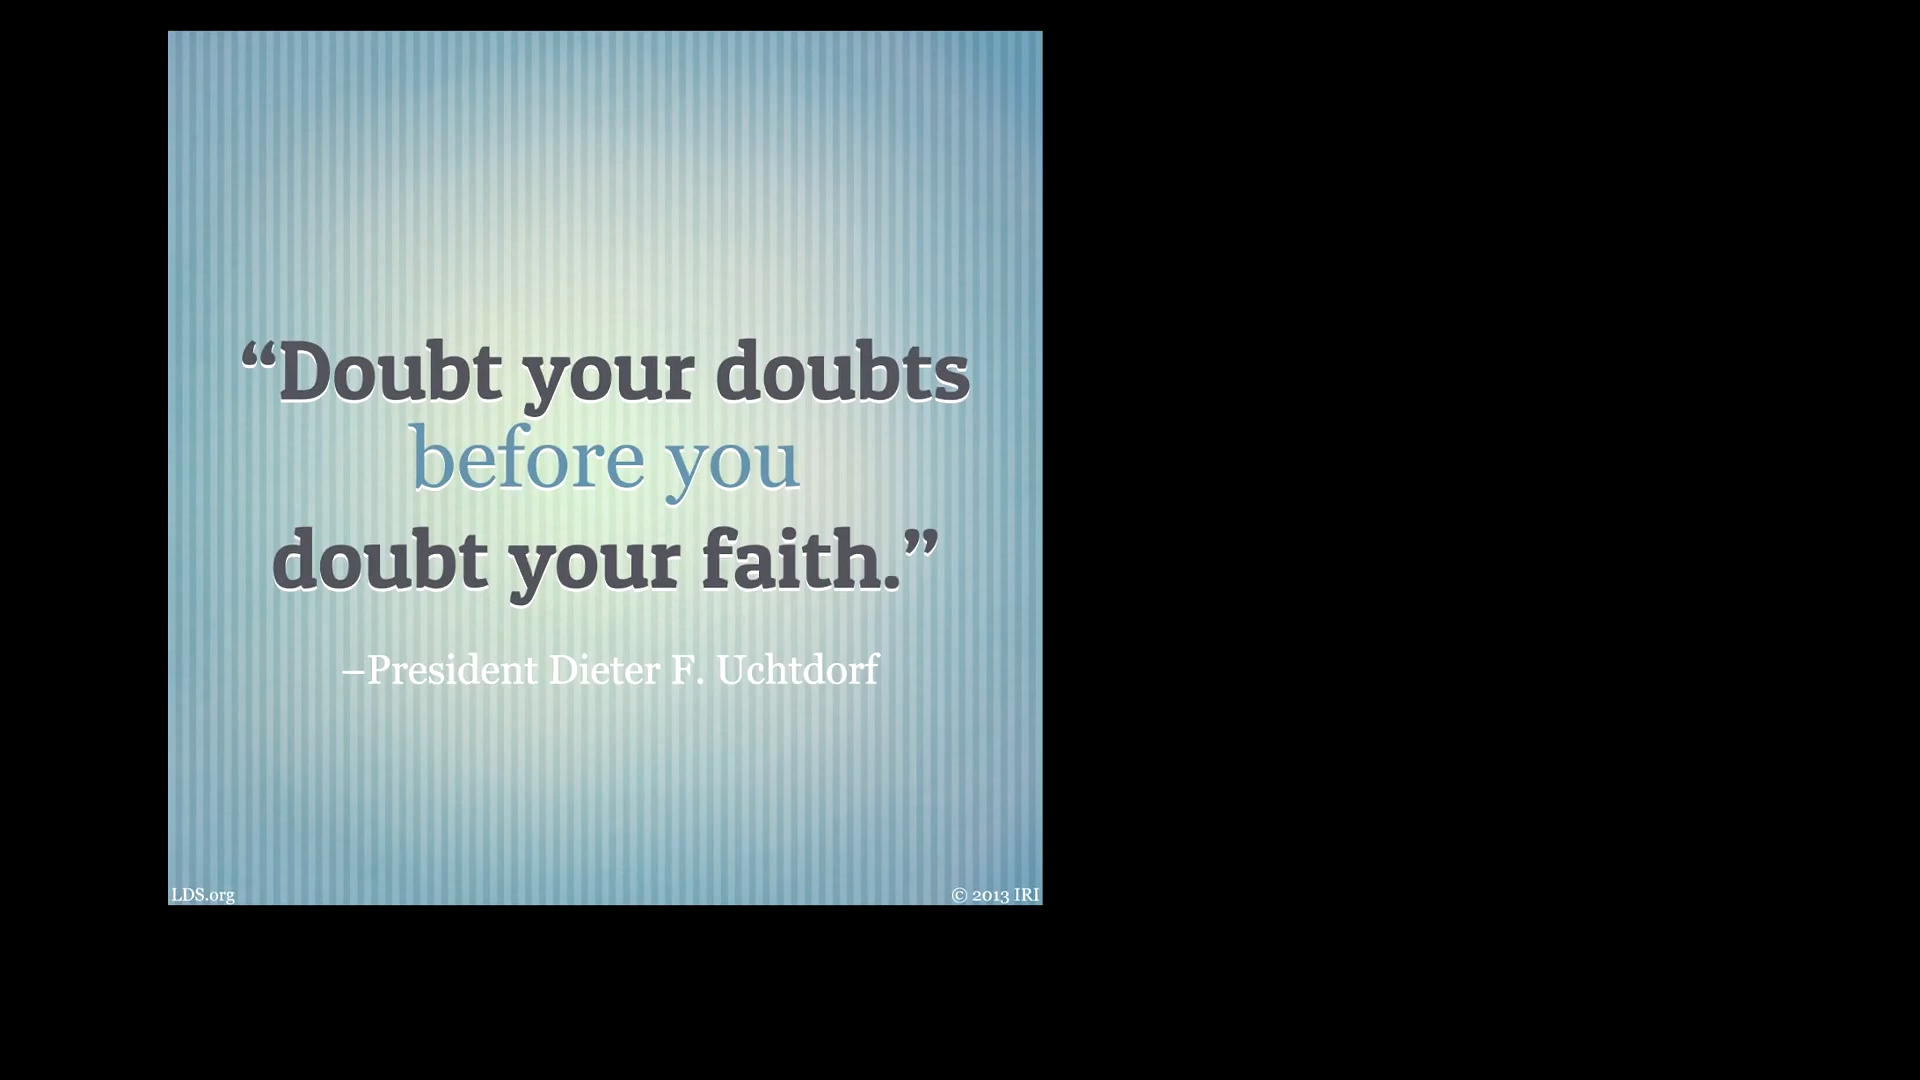 “Doubt your doubts
before you
doubt your faith.”
–President Dieter F. Uchtdorf
LDS.org
© 2013 IRI